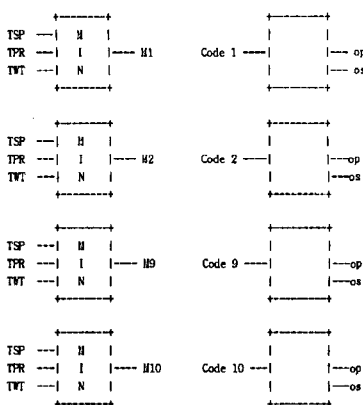 TSP M op
TPR I M1 Code 1
TWT N os
TSP M
TPR I M2 Code 2 op
TWT N os
TSP M
TPR I M9 Code 9 op
TWT N os
TSP M
TPR I M10 Code 10 op
TWT N os